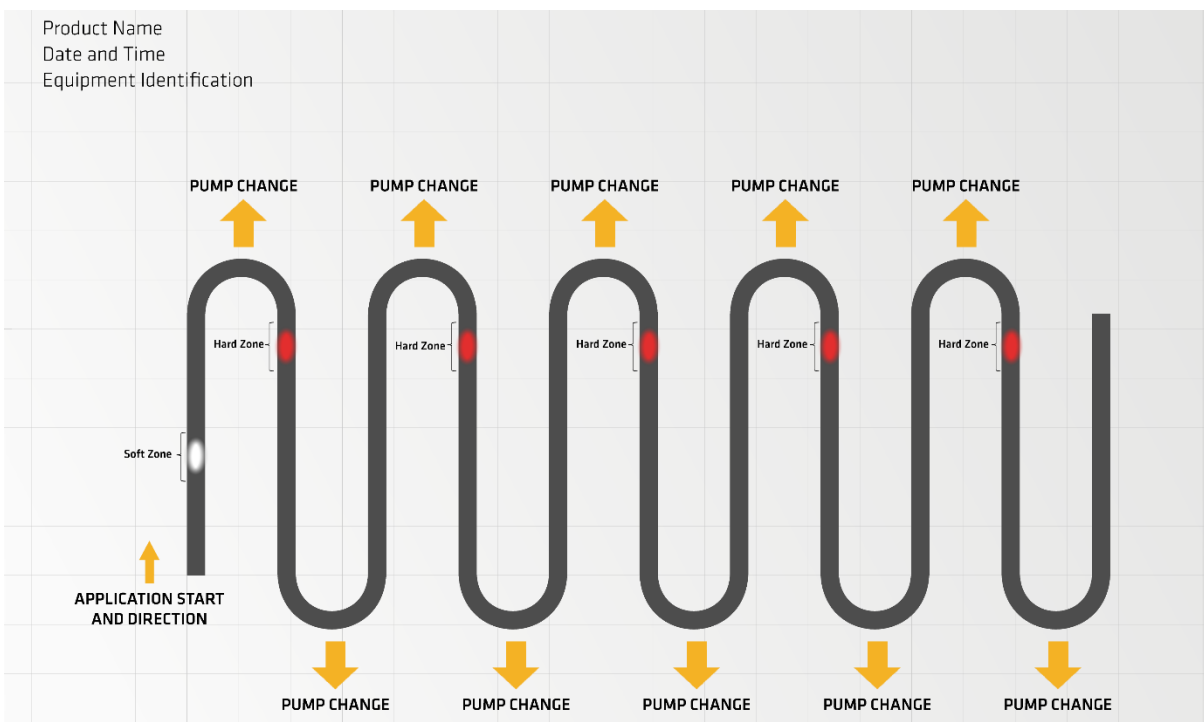 Product Name
Date and Time
Equipment Identification
PUMP CHANGE
PUMP CHANGE
PUMP CHANGE
PUMP CHANGE
PUMP CHANGE
Hard Zone
Hard Zone
Hard Zone
Hard Zone
Hard Zone
Soft Zone
APPLICATION START
AND DIRECTION
PUMP CHANGE
PUMP CHANGE
PUMP CHANGE
PUMP CHANGE
PUMP CHANGE